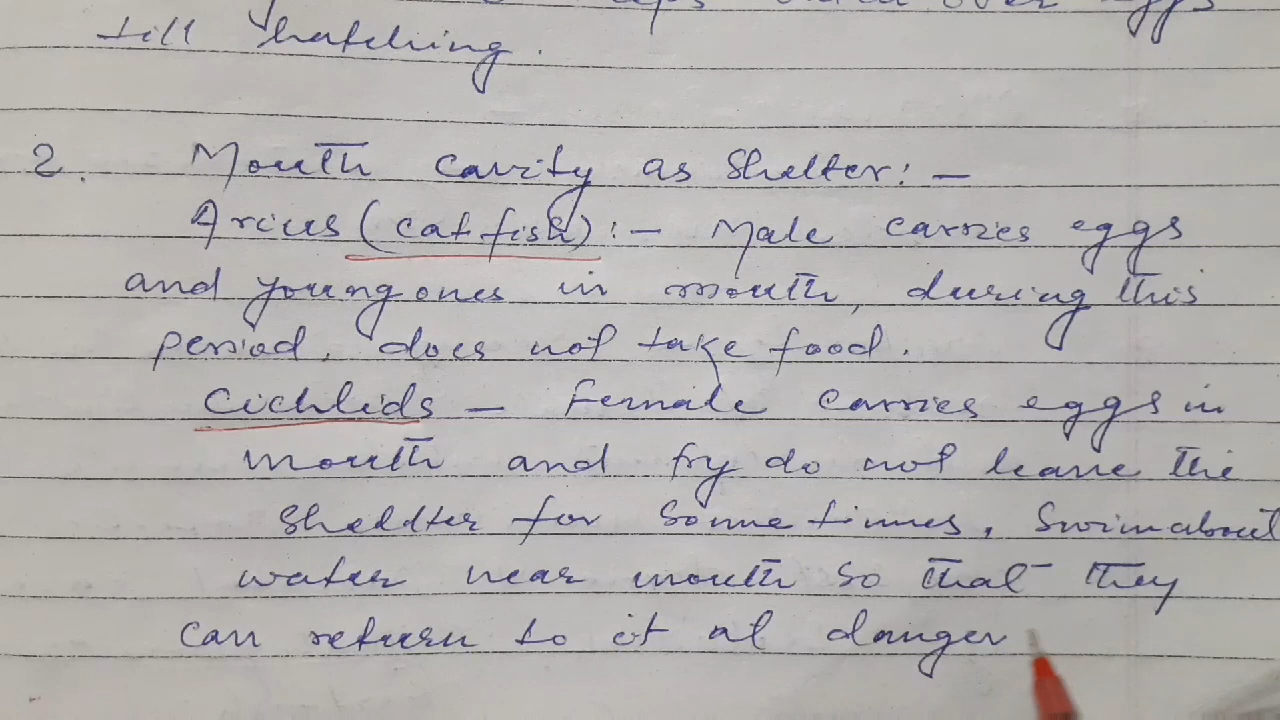 over eggs
till hatching.
2. Mouth cavity as shelter:-
Arius (cat fish):- Male carries eggs
and young ones in mouth, during this
period, does not take food.
Cichlids - Female carries eggs in
mouth and fry do not leave the
sheldter for some times, swim about
water near mouth so that they
can return to it at danger